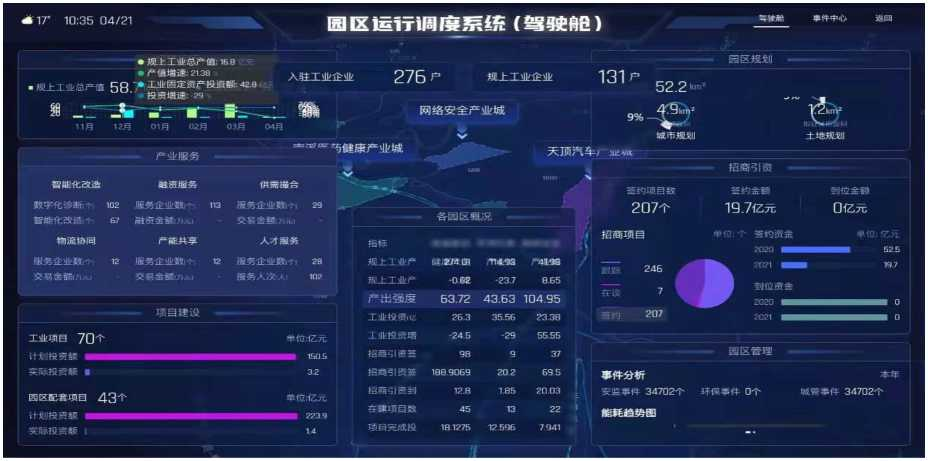 17° 10:35 04/21
园区运行调度系统(驾驶舱)
驾驶舱 事件中心 返回
规上工业总产值: 16.8 亿元
产值增速: 21.38
工业固定资产投资额: 42.8
投资增速: -29
规上工业总产值 58.
11月 12月 01月 02月 03月 04月
入驻工业企业 276 户
规上工业企业 131 户
网络安全产业城
医药健康产业城
天顶汽车产业城
园区规划
52.2 km²
9%
4.9km²
城市规划
1.2km²
土地规划
产业服务
智能化改造 融资服务 供需撮合
数字化诊断(个) 102 服务企业数(个) 113 服务企业数(个) 29
智能化改造(个) 67 融资金额(万元) - 交易金额(万元) -
物流协同 产能共享 人才服务
服务企业数(个) 12 服务企业数(个) 12 服务企业数(个) 28
交易金额(万元) - 交易金额(万元) - 服务人次(人) 102
项目建设
工业项目 70个 单位:亿元
计划投资额 150.5
实际投资额 3.2
园区配套项目 43个 单位:亿元
计划投资额 223.9
实际投资额 1.4
各园区概况
指标
规上工业产
规上工业产 -0.62 -23.7 8.65
产出强度 53.72 43.63 104.95
工业投资(亿 26.3 35.56 23.38
工业投资增 -24.5 -29 55.55
招商引资签 98 9 37
招商引资签 188.9069 20.2 69.5
招商引资到 12.8 1.85 20.03
在建项目数 45 13 22
项目完成投 18.1275 12.596 7.941
招商引资
签约项目数 签约金额 到位金额
207个 19.7亿元 0亿元
招商项目 单位: 个
跟踪 246
在谈 7
签约 207
签约资金 单位: 亿元
2020 52.5
2021 19.7
到位资金
2020 0
2021 0
园区管理
事件分析 本年
安监事件 34702个 环保事件 0个 城管事件 34702个
能耗趋势图